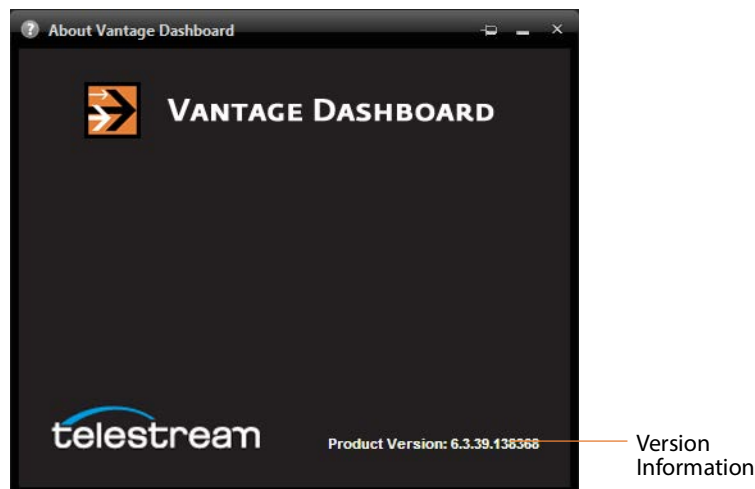 About Vantage Dashboard
VANTAGE DASHBOARD
telestream
Product Version: 6.3.39.138368
Version
Information